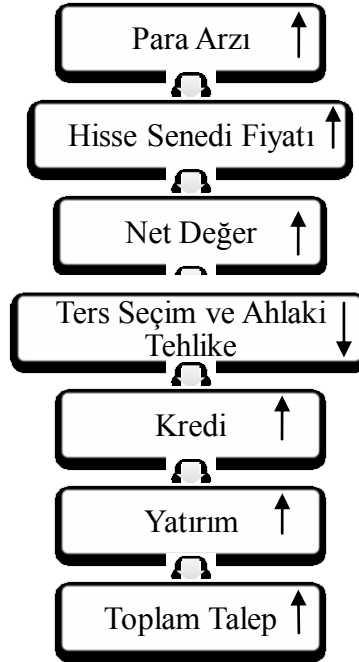 Para Arzı
Hisse Senedi Fiyatı
Net Değer
Ters Seçim ve Ahlaki
Tehlike
Kredi
Yatırım
Toplam Talep